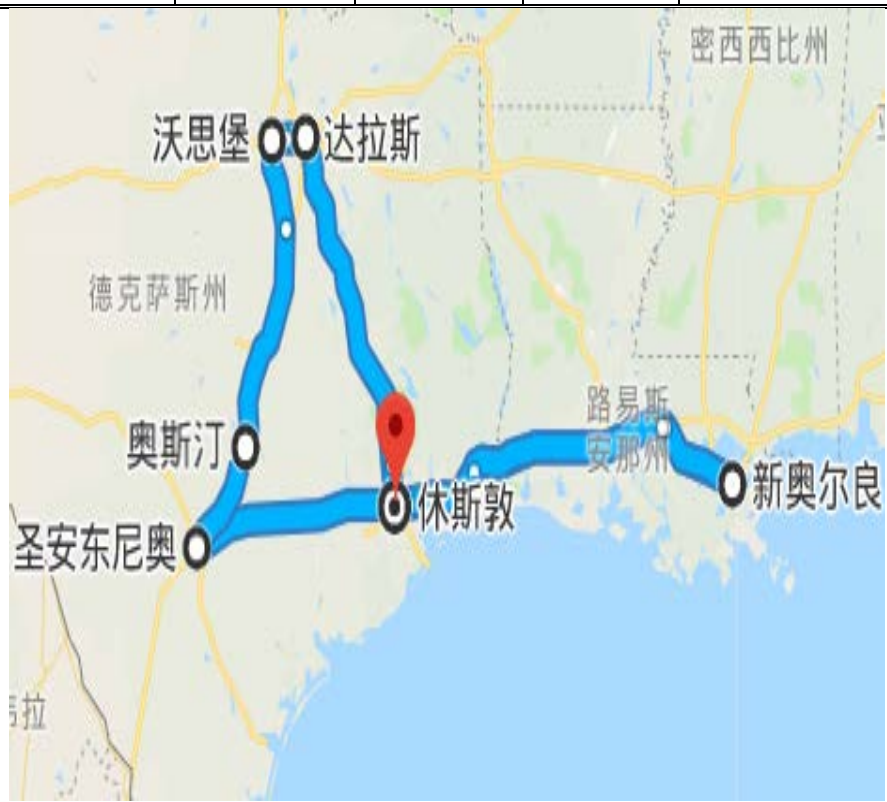 密西西比州
沃思堡
达拉斯
德克萨斯州
路易斯
安那州
奥斯汀
新奥尔良
休斯敦
圣安东尼奥
拉